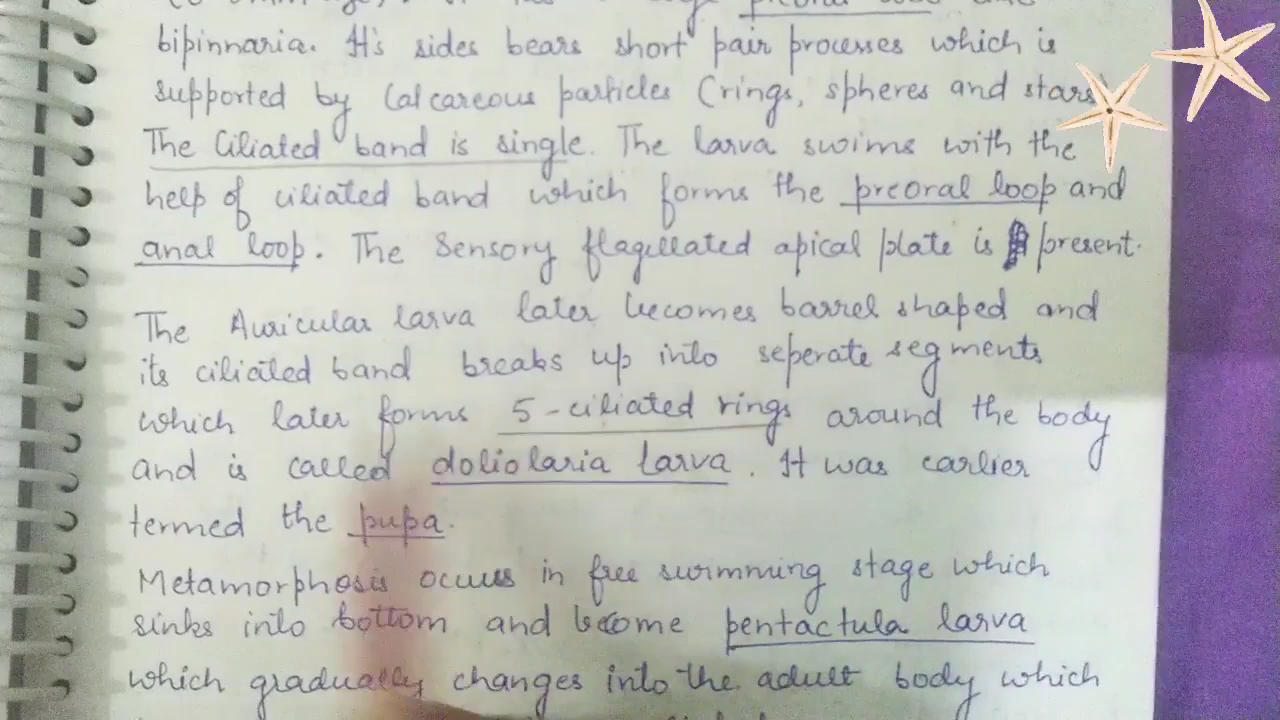 preoral
bipinnaria. It's sides bears short pair processes which is
supported by Calcareous particles (rings, spheres and stars
The Ciliated band is single. The larva swims with the
help of ciliated band which forms the preoral loop and
anal loop. The Sensory flagellated apical plate is present.
The Auricular larva later becomes barrel shaped and
its ciliated band breaks up into seperate segments
which later forms 5-ciliated rings around the body
and is called doliolaria larva. It was earlier
termed the pupa.
Metamorphosis occurs in free swimming stage which
sinks into bottom and become pentactula larva
which gradually changes into the adult body which